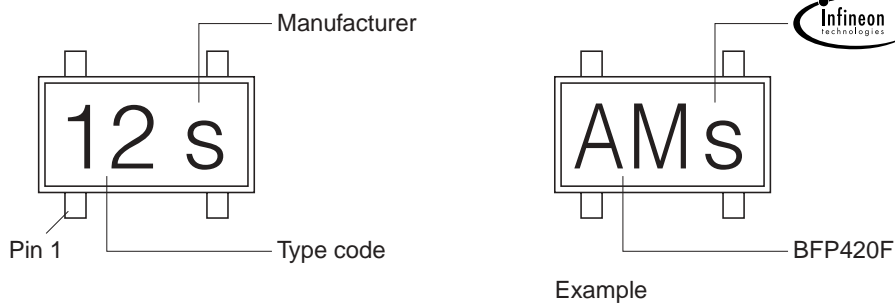 Manufacturer
Infineon
technologies
12 s
AMs
Pin 1
Type code
BFP420F
Example